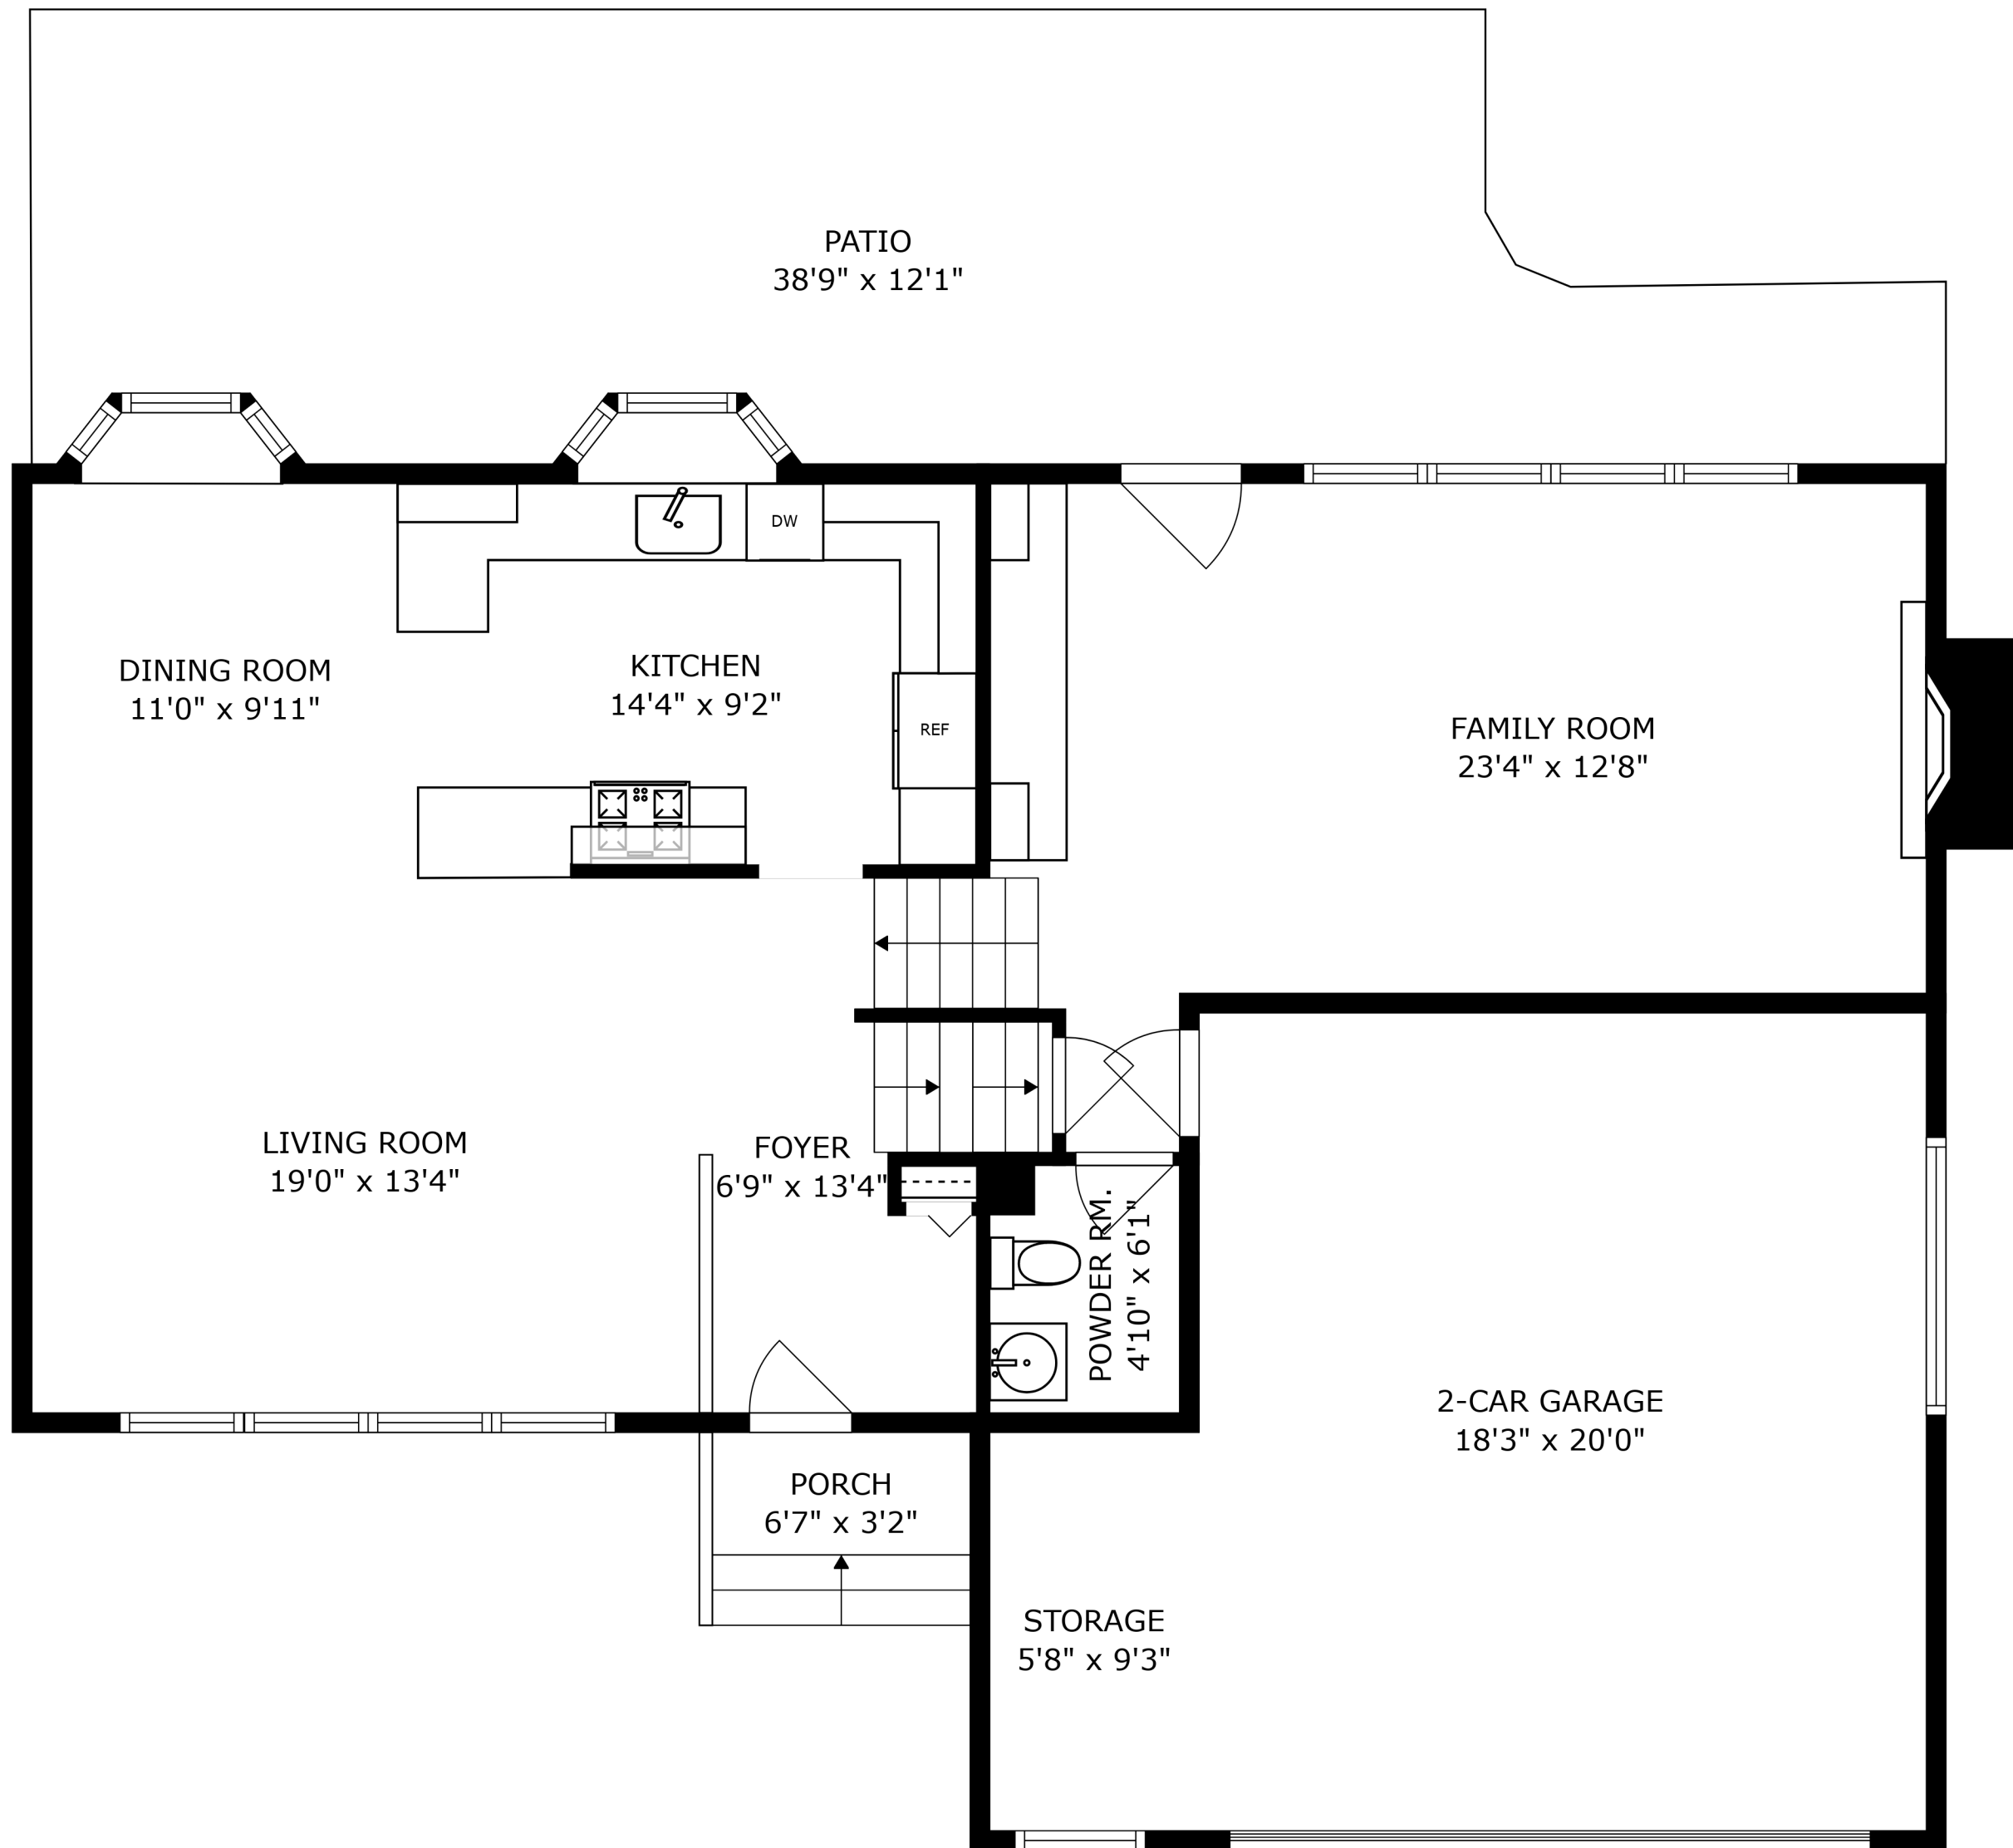 PATIO
38'9" x 12'1"
DW
DINING ROOM
11'0" x 9'11"
KITCHEN
14'4" x 9'2"
REF
FAMILY ROOM
23'4" x 12'8"
LIVING ROOM
19'0" x 13'4"
FOYER
6'9" x 13'4"
POWDER RM.
4'10" x 6'1"
2-CAR GARAGE
18'3" x 20'0"
PORCH
6'7" x 3'2"
STORAGE
5'8" x 9'3"